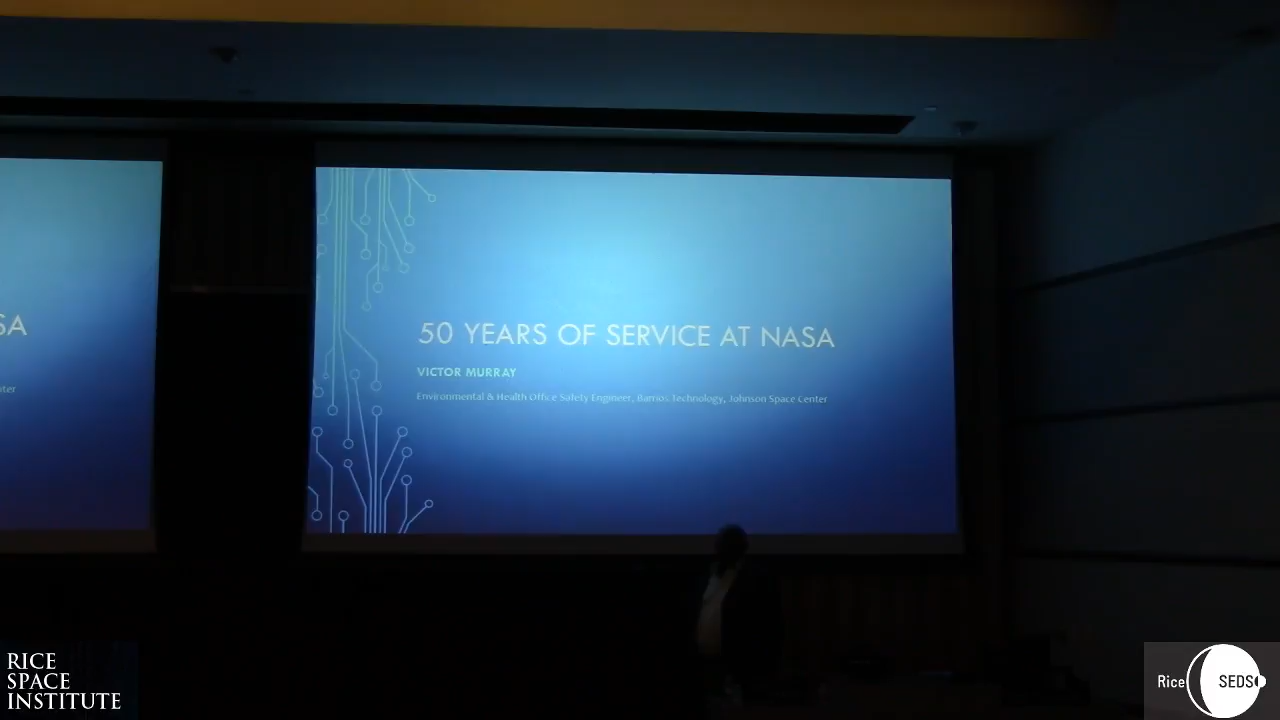 SA
ter
50 YEARS OF SERVICE AT NASA
VICTOR MURRAY
Environmental & Health Office Safety Engineer, Barrios Technology, Johnson Space Center
RICE
SPACE
INSTITUTE
Rice SEDS